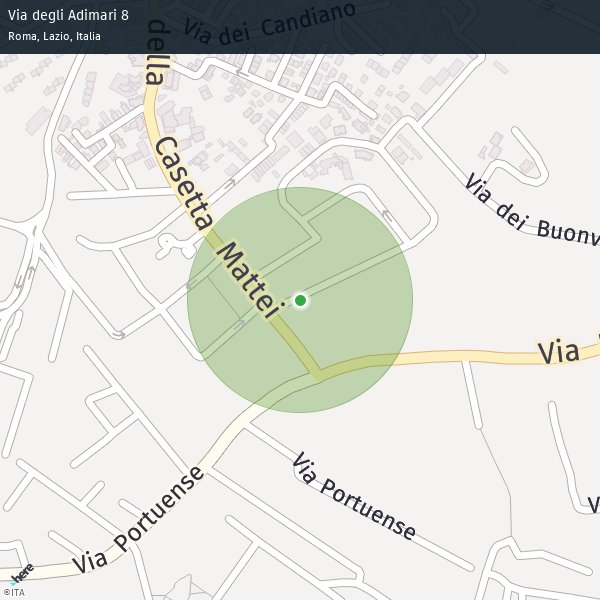 Via degli Adimari 8
Roma, Lazio, Italia
Via dei Candiano
della
Casetta
Mattei
Via dei Buonv
Via
Via Portuense
Via Portuense
V
here
©ITA